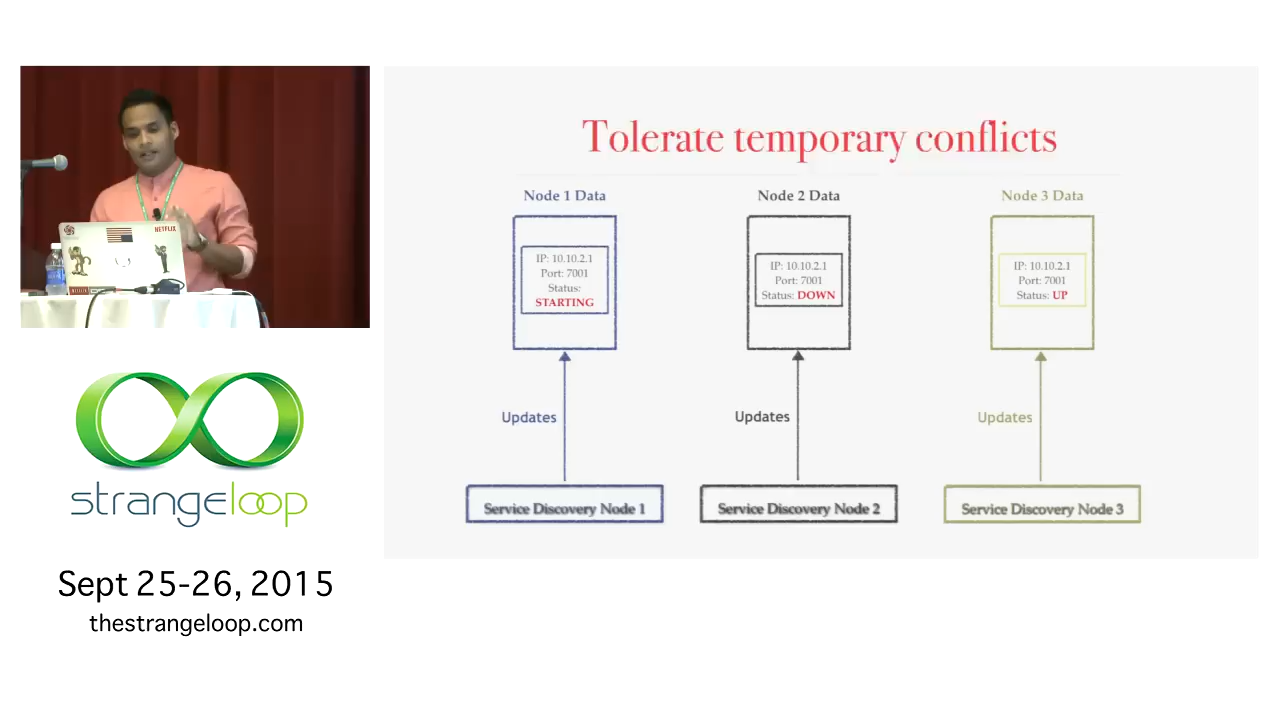 Tolerate temporary conflicts
Node 1 Data
Node 2 Data
Node 3 Data
IP: 10.10.2.1
Port: 7001
Status:
STARTING
IP: 10.10.2.1
Port: 7001
Status: DOWN
IP: 10.10.2.1
Port: 7001
Status: UP
Updates
Updates
Updates
Service Discovery Node 1
Service Discovery Node 2
Service Discovery Node 3
NETFLIX
strangeloop
Sept 25-26, 2015
thestrangeloop.com